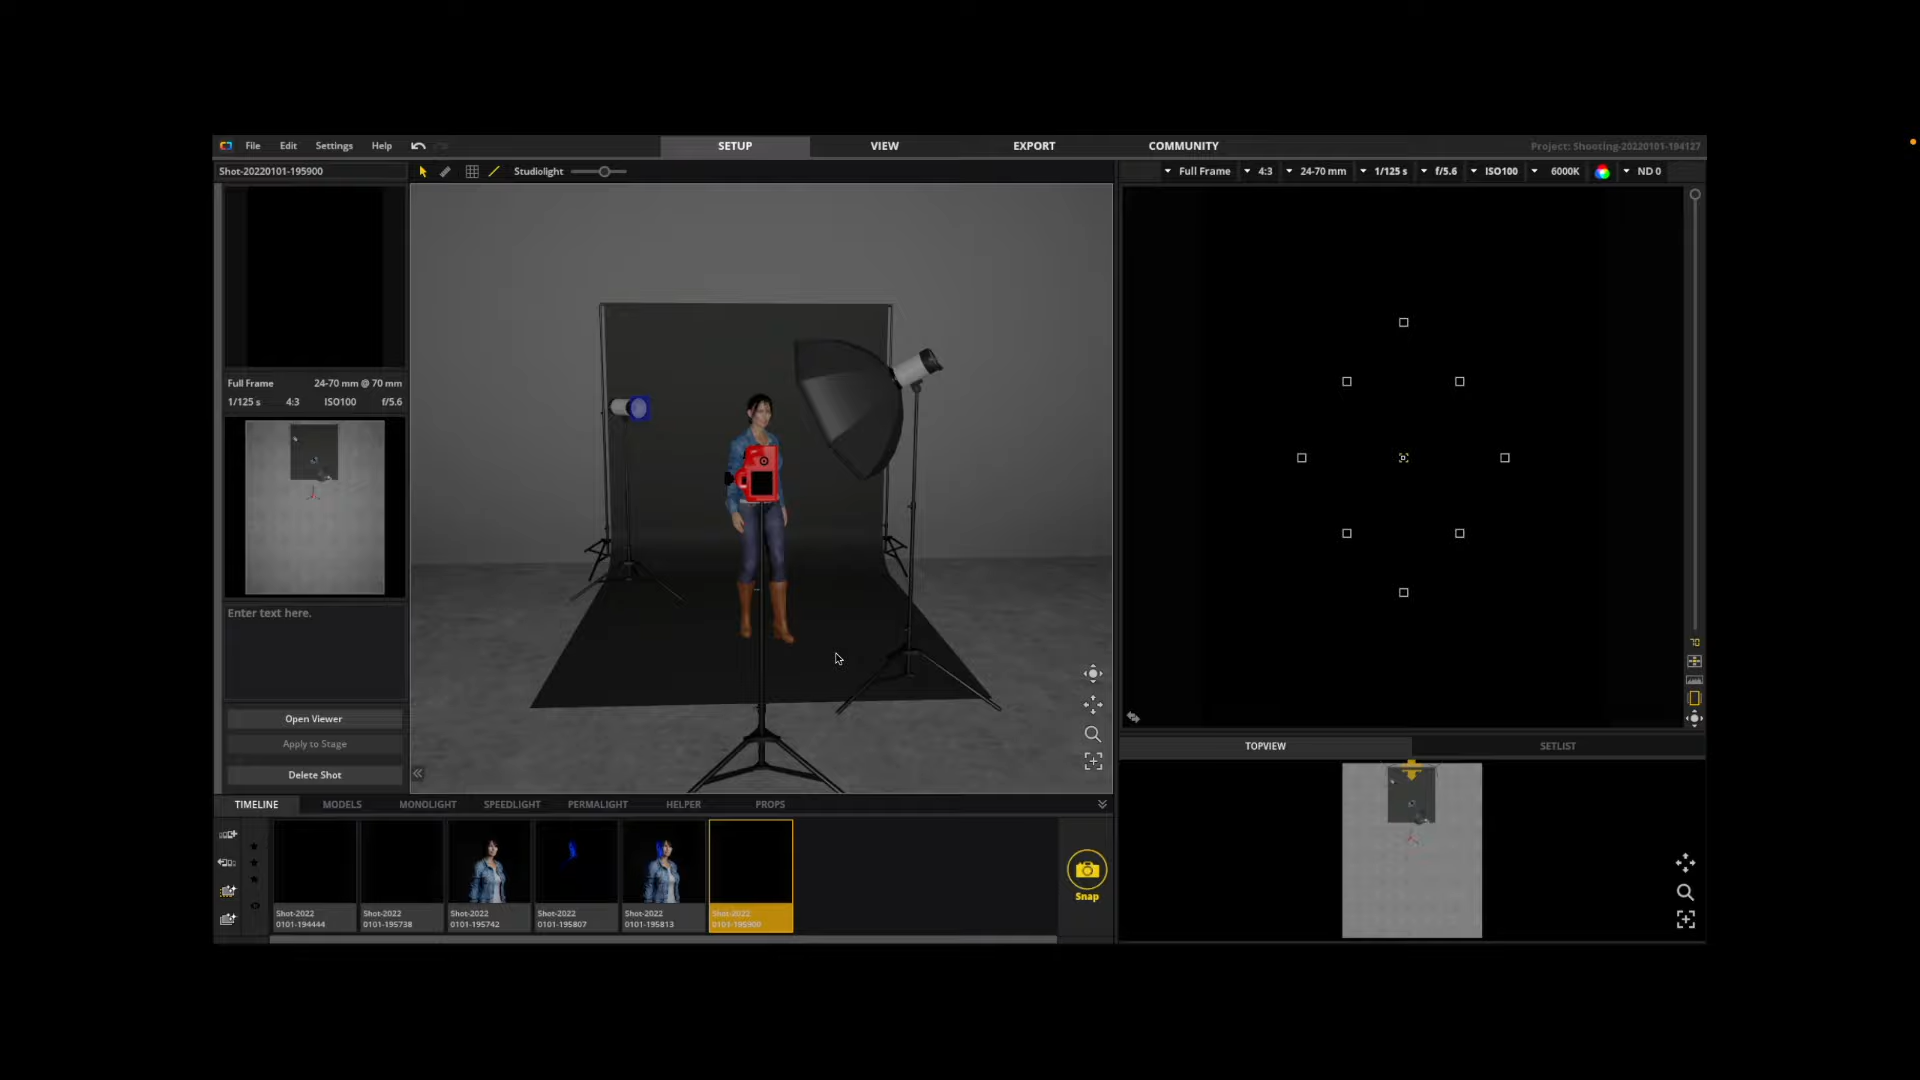 File Edit Settings Help SETUP VIEW EXPORT COMMUNITY Project: Shooting-20220101-194127
Shot-20220101-195900 Studiolight Full Frame 4:3 24-70 mm 1/125 s f/5.6 ISO100 6000K ND 0
Full Frame 24-70 mm @ 70 mm
1/125 s 4:3 ISO100 f/5.6
Enter text here.
70
Open Viewer
Apply to Stage
Delete Shot
TOPVIEW SETLIST
TIMELINE MODELS MONOLIGHT SPEEDLIGHT PERMALIGHT HELPER PROPS
Snap
Shot-2022 Shot-2022 Shot-2022 Shot-2022 Shot-2022 Shot-2022
0101-194444 0101-195738 0101-195742 0101-195807 0101-195813 0101-195900